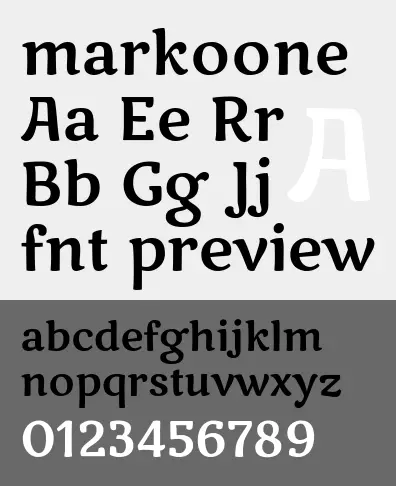 markoone
Aa Ee Rr
Bb Gg Jj
A
fnt preview
abcdefghijklm
nopqrstuvwxyz
0123456789